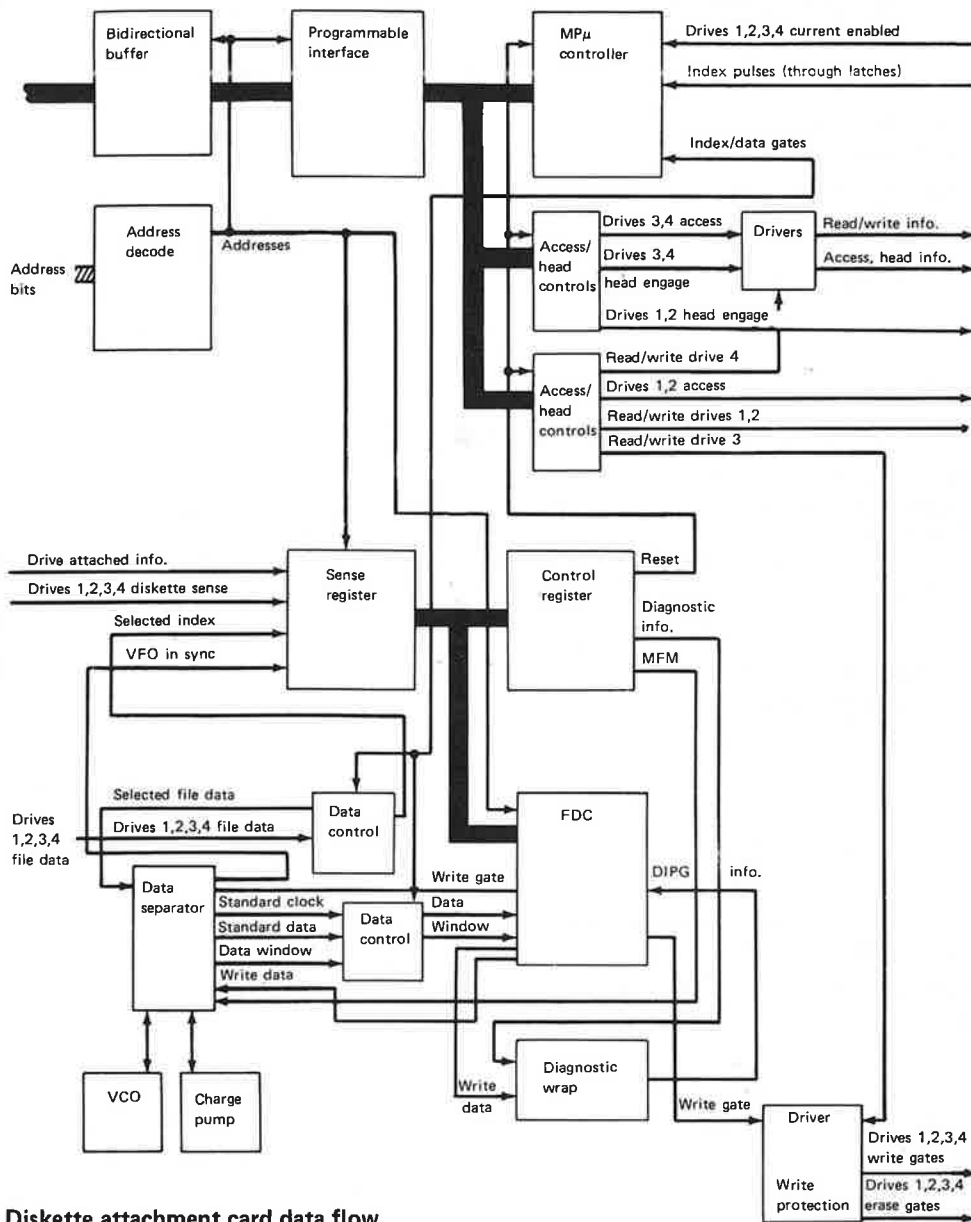 Bidirectional
buffer
Programmable
interface
MPμ
controller
Drives 1,2,3,4 current enabled
Index pulses (through latches)
Index/data gates
Address
decode
Addresses
Address
bits
Access/
head
controls
Drives 3,4 access
Drives 3,4
head engage
Drives 1,2 head engage
Drivers
Read/write info.
Access, head info.
Access/
head
controls
Read/write drive 4
Drives 1,2 access
Read/write drives 1,2
Read/write drive 3
Drive attached info.
Drives 1,2,3,4 diskette sense
Selected index
VFO in sync
Sense
register
Control
register
Reset
Diagnostic
info.
MFM
Selected file data
Drives
1,2,3,4
file data
Drives 1,2,3,4 file data
Data
control
FDC
DIPG info.
Data
separator
Write gate
Standard clock
Standard data
Data window
Write data
Data
control
Data
Window
VCO
Charge
pump
Write
data
Diagnostic
wrap
Write gate
Driver
Write
protection
Drives 1,2,3,4
write gates
Drives 1,2,3,4
erase gates
Diskette attachment card data flow